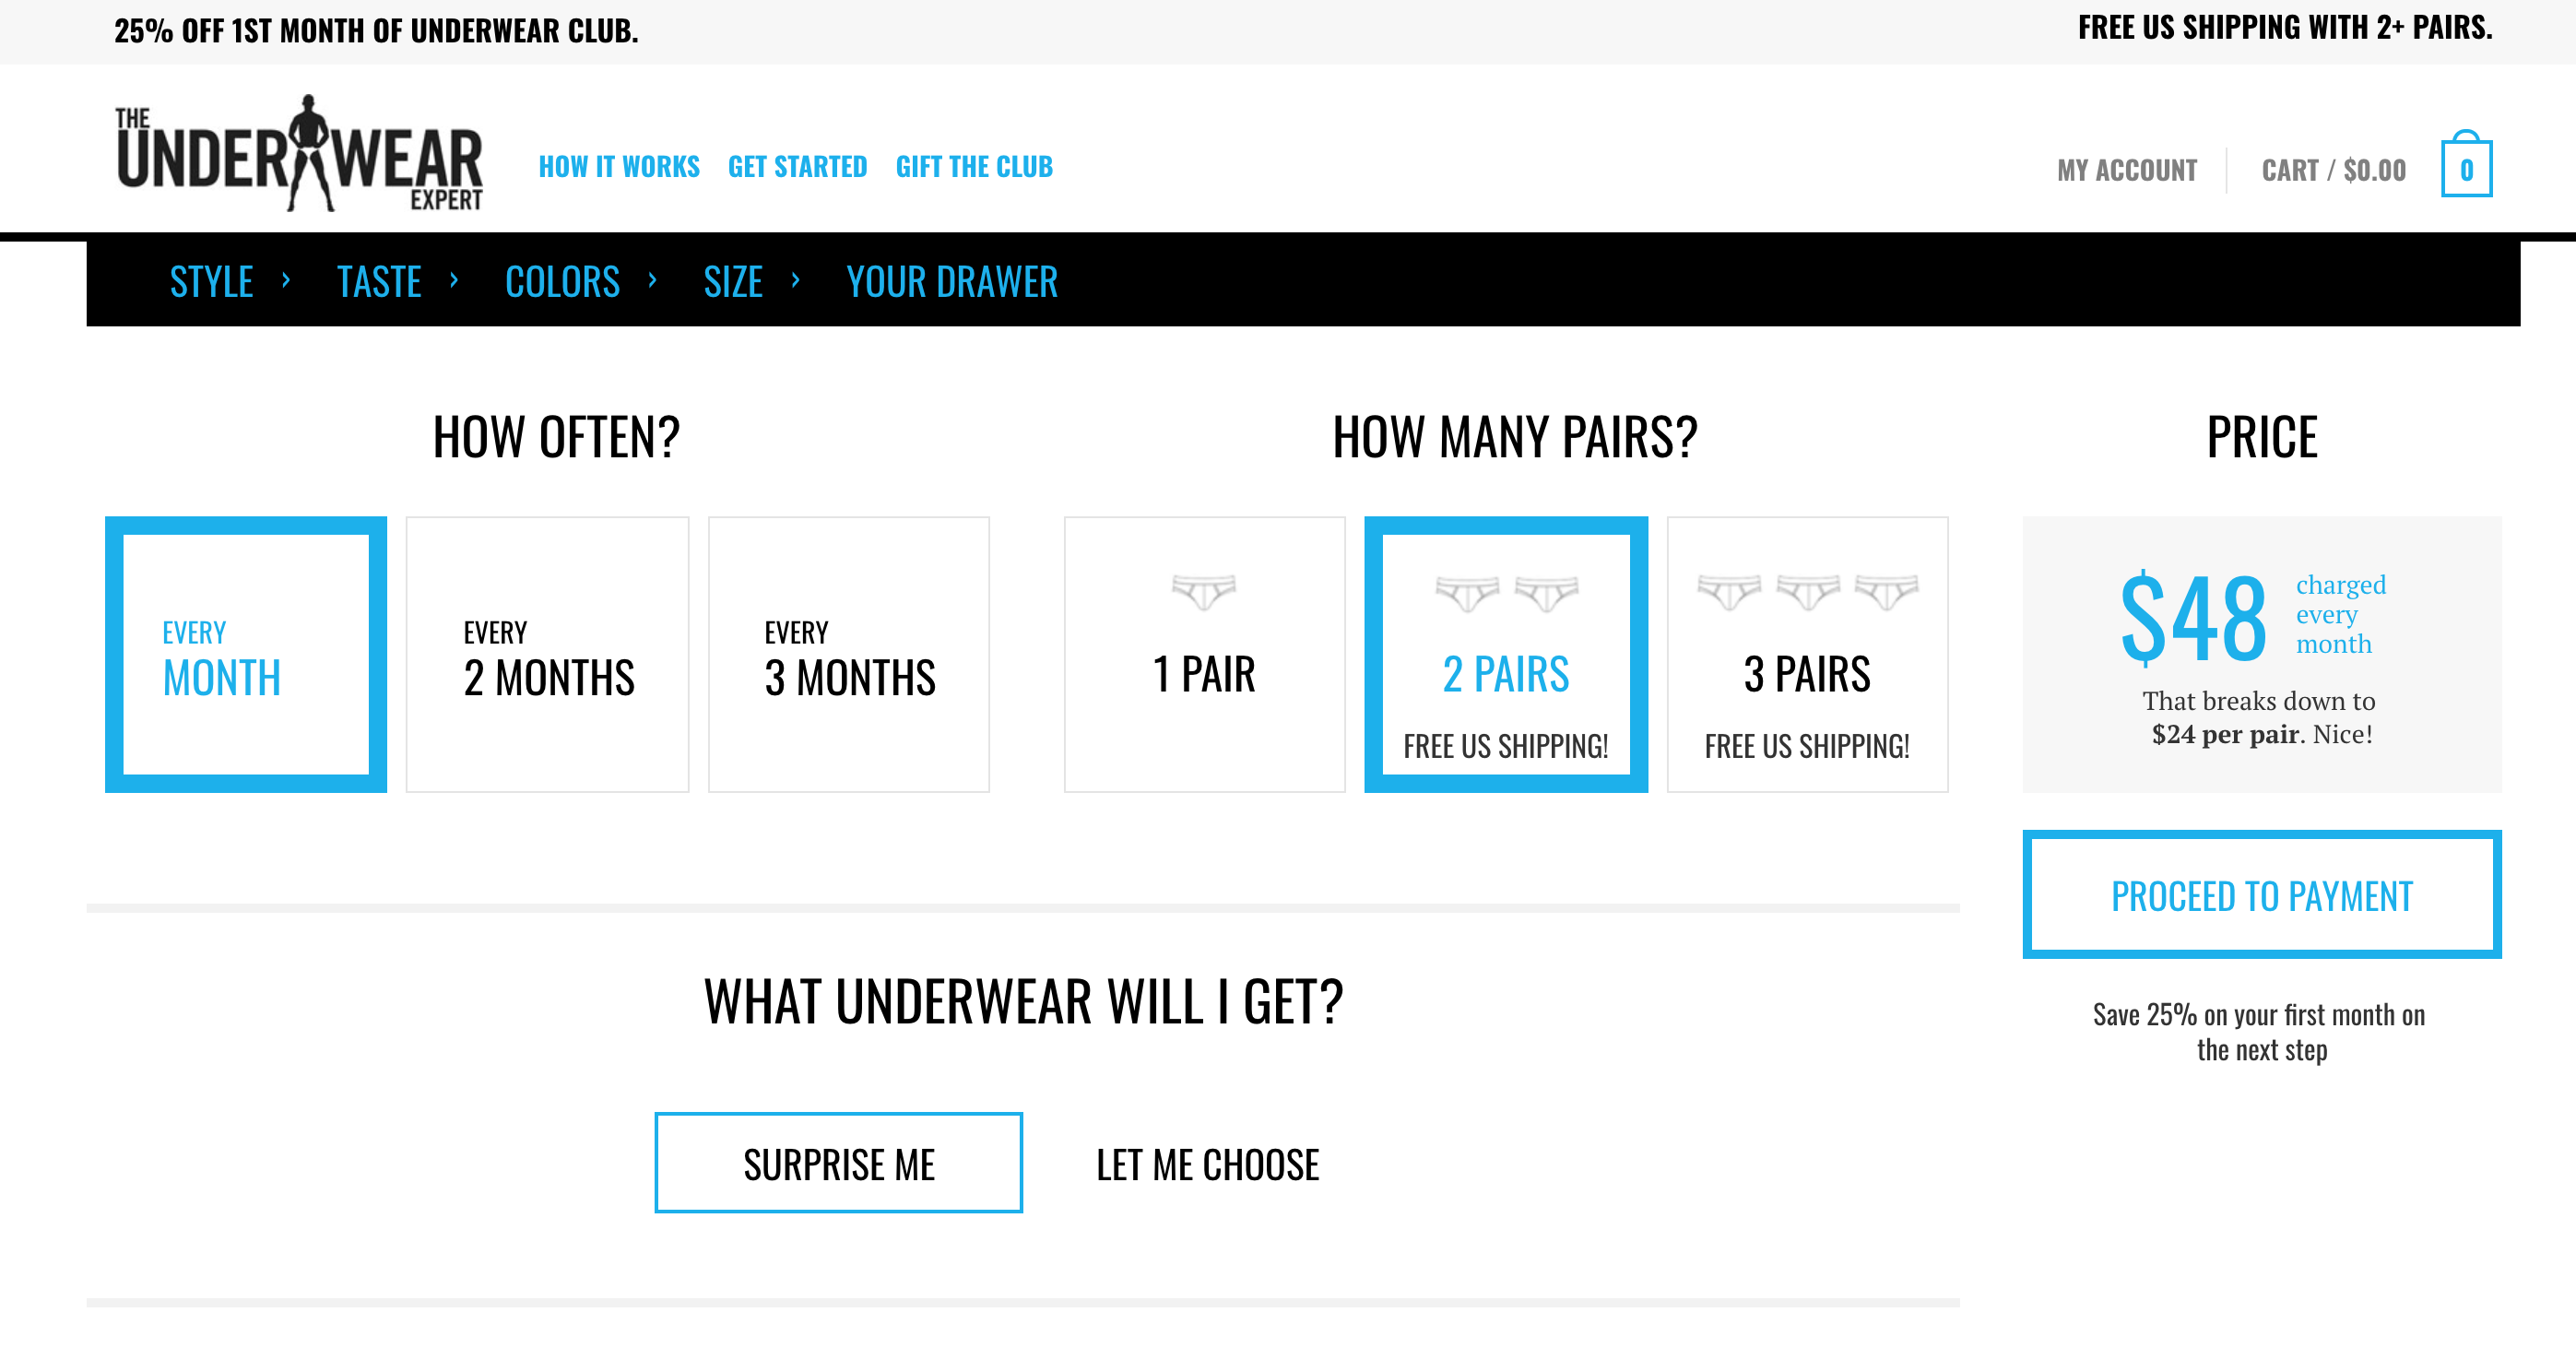 25% OFF 1ST MONTH OF UNDERWEAR CLUB.
FREE US SHIPPING WITH 2+ PAIRS.
THE
UNDERWEAR
EXPERT
HOW IT WORKS GET STARTED GIFT THE CLUB
MY ACCOUNT CART / $0.00 0
STYLE › TASTE › COLORS › SIZE › YOUR DRAWER
HOW OFTEN?
EVERY
MONTH
EVERY
2 MONTHS
EVERY
3 MONTHS
HOW MANY PAIRS?
1 PAIR
2 PAIRS
FREE US SHIPPING!
3 PAIRS
FREE US SHIPPING!
PRICE
$48
charged
every
month
That breaks down to
$24 per pair. Nice!
PROCEED TO PAYMENT
Save 25% on your first month on
the next step
WHAT UNDERWEAR WILL I GET?
SURPRISE ME
LET ME CHOOSE